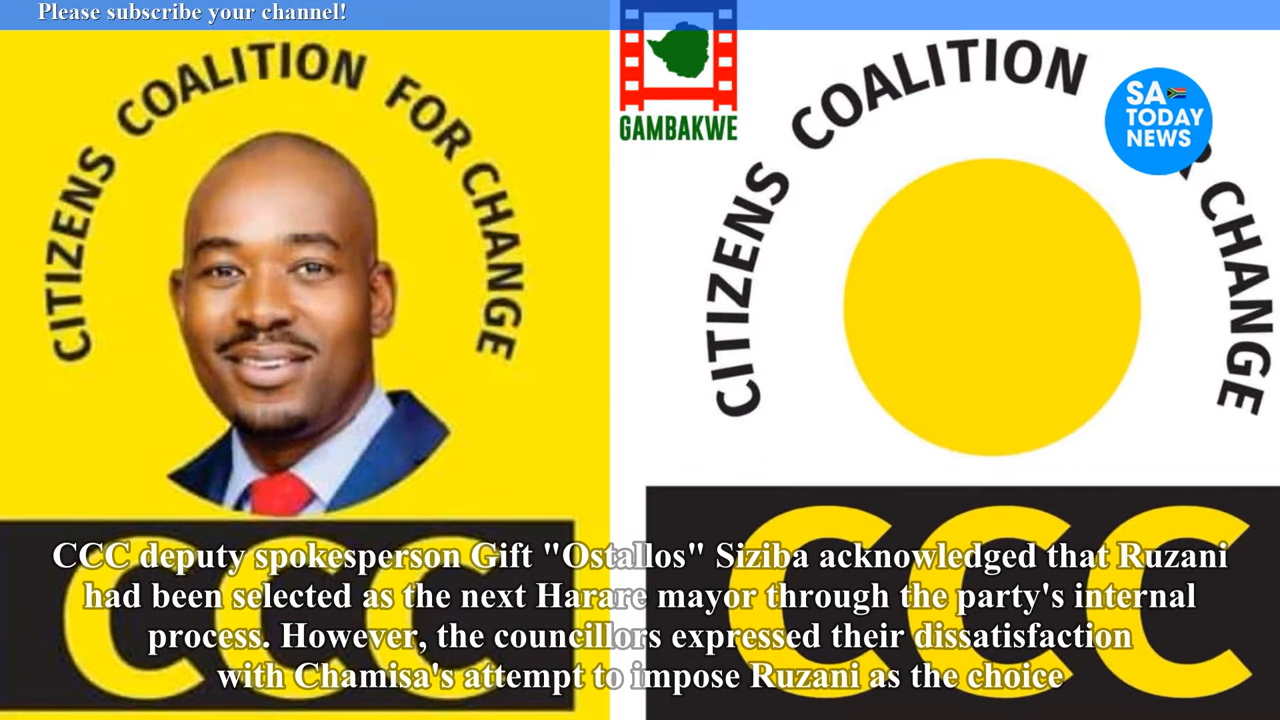 Please subscribe your channel!
CITIZENS COALITION FOR CHANGE
GAMBAKWE
CITIZENS COALITION CHANGE
SA
TODAY
NEWS
CCC
CCC
CCC deputy spokesperson Gift "Ostallos" Siziba acknowledged that Ruzani
had been selected as the next Harare mayor through the party's internal
process. However, the councillors expressed their dissatisfaction
with Chamisa's attempt to impose Ruzani as the choice